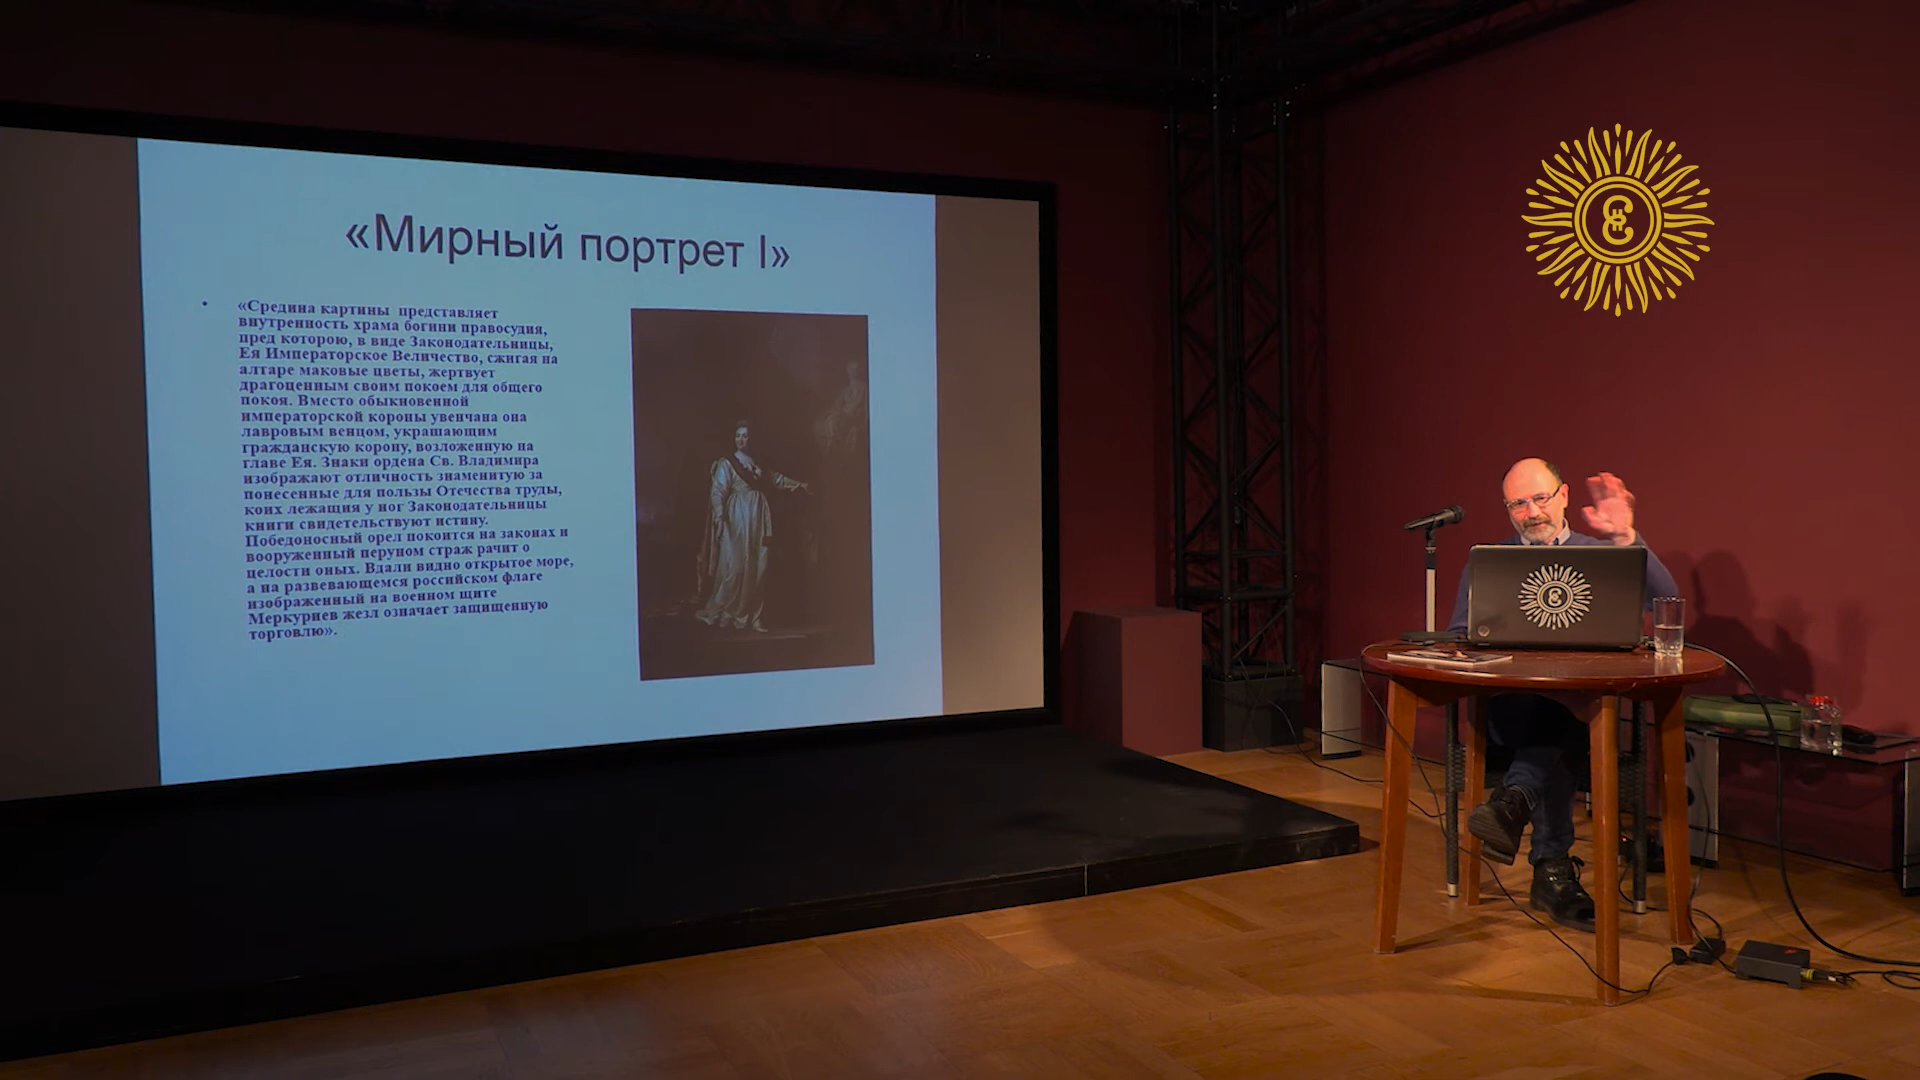 «Мирный портрет I»
• «Средина картины представляет
внутренность храма богини правосудия,
пред которою, в виде Законодательницы,
Ея Императорское Величество, сжигая на
алтаре маковые цветы, жертвует
драгоценным своим покоем для общего
покоя. Вместо обыкновенной
императорской короны увенчана она
лавровым венцом, украшающим
гражданскую корону, возложенную на
главе Ея. Знаки ордена Св. Владимира
изображают отличность знаменитую за
понесенные для пользы Отечества труды,
коих лежащия у ног Законодательницы
книги свидетельствуют истину.
Победоносный орел покоится на законах и
вооруженный перуном страж рачит о
целости оных. Вдали видно открытое море,
а на развевающемся российском флаге
изображенный на военном щите
Меркуриев жезл означает защищенную
торговлю».